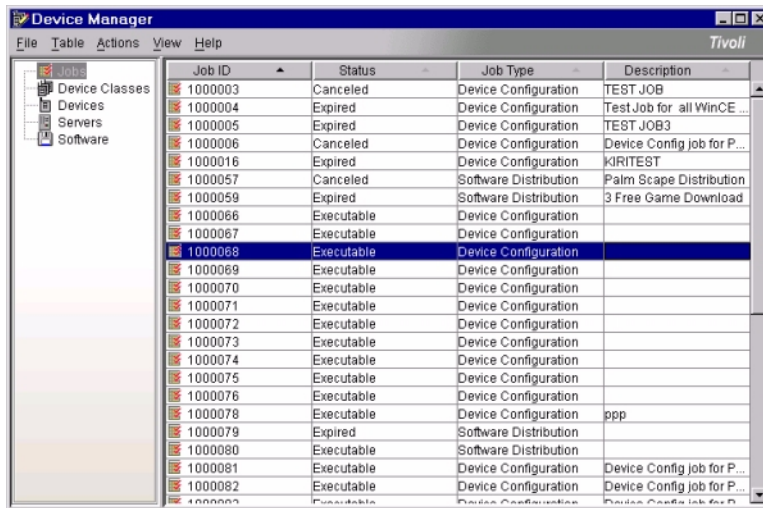 Device Manager
File Table Actions View Help Tivoli
Jobs
Device Classes
Devices
Servers
Software
Job ID Status Job Type Description
1000003 Canceled Device Configuration TEST JOB
1000004 Expired Device Configuration Test Job for all WinCE ...
1000005 Expired Device Configuration TEST JOB3
1000006 Canceled Device Configuration Device Config job for P...
1000016 Expired Device Configuration KIRITEST
1000057 Canceled Software Distribution Palm Scape Distribution
1000059 Expired Software Distribution 3 Free Game Download
1000066 Executable Device Configuration
1000067 Executable Device Configuration
1000068 Executable Device Configuration
1000069 Executable Device Configuration
1000070 Executable Device Configuration
1000071 Executable Device Configuration
1000072 Executable Device Configuration
1000073 Executable Device Configuration
1000074 Executable Device Configuration
1000075 Executable Device Configuration
1000076 Executable Device Configuration
1000078 Executable Device Configuration ppp
1000079 Expired Software Distribution
1000080 Executable Software Distribution
1000081 Executable Device Configuration Device Config job for P...
1000082 Executable Device Configuration Device Config job for P...